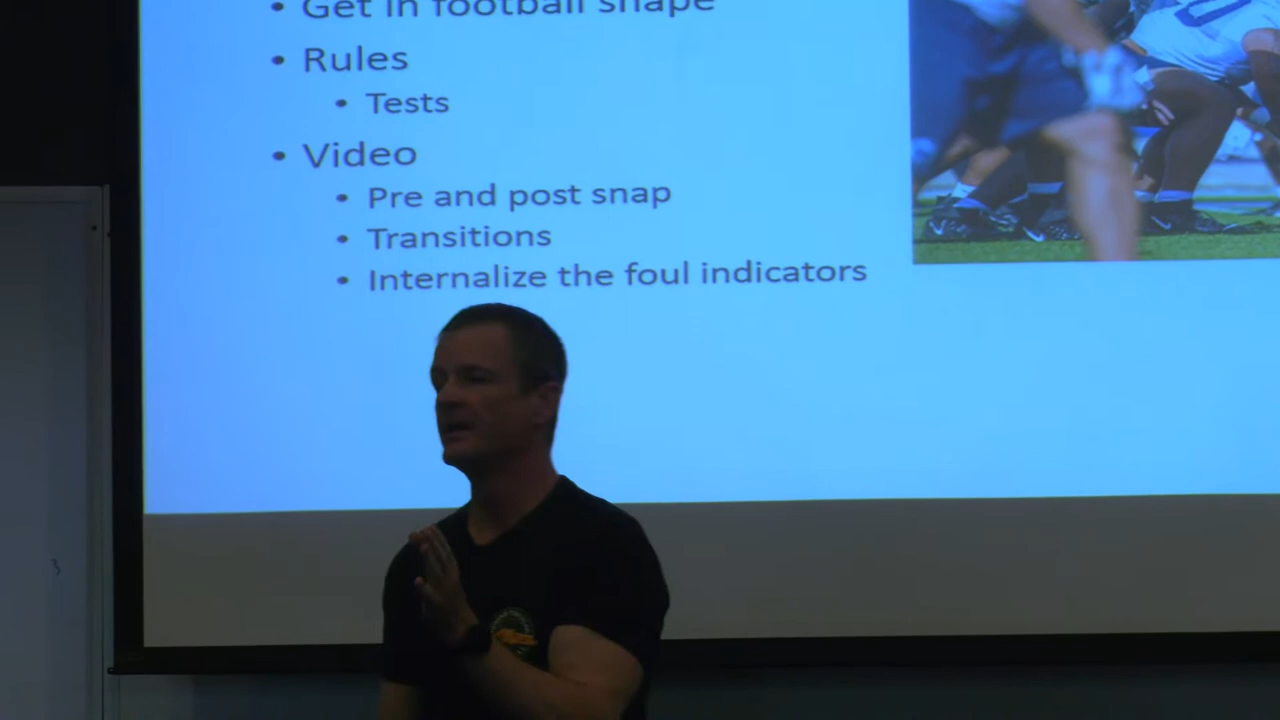 • Get in football shape
• Rules
• Tests
• Video
• Pre and post snap
• Transitions
• Internalize the foul indicators